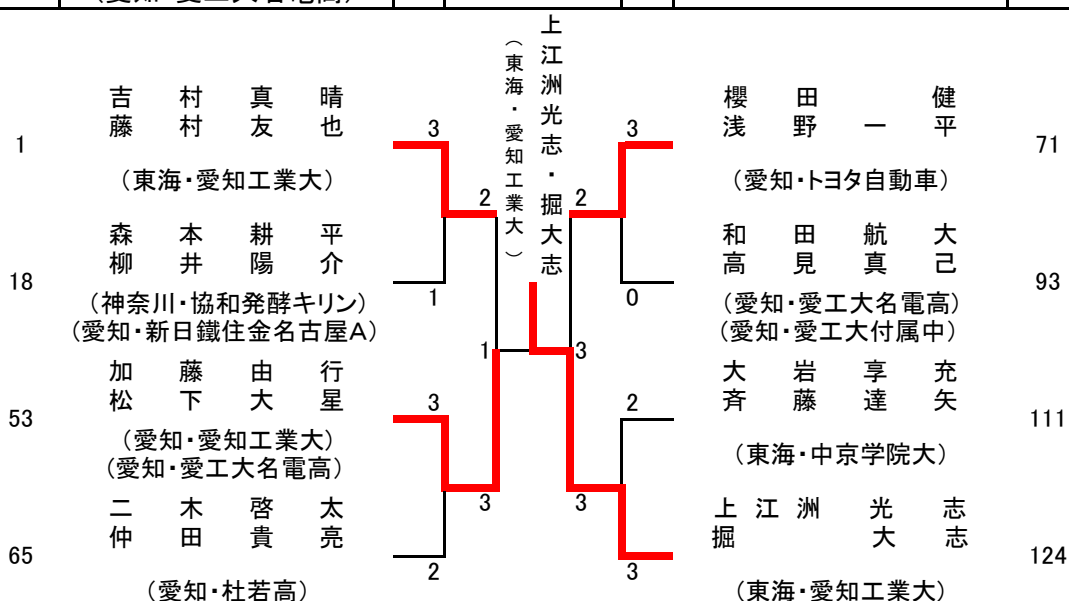 (愛知・愛工大名電高)
上江洲光志・掘大志
(東海・愛知工業大)
1
吉村真晴
藤村友也
(東海・愛知工業大)
3
18
森本耕平
柳井陽介
(神奈川・協和発酵キリン)
(愛知・新日鐵住金名古屋A)
1
2
53
加藤由行
松下大星
(愛知・愛知工業大)
(愛知・愛工大名電高)
3
65
二木啓太
仲田貴亮
(愛知・杜若高)
2
3
1
3
71
櫻田健
浅野一平
(愛知・トヨタ自動車)
3
93
和田航大
高見真己
(愛知・愛工大名電高)
(愛知・愛工大付属中)
0
2
111
大岩享充
斉藤達矢
(東海・中京学院大)
2
124
上江洲光志
掘大志
(東海・愛知工業大)
3
3